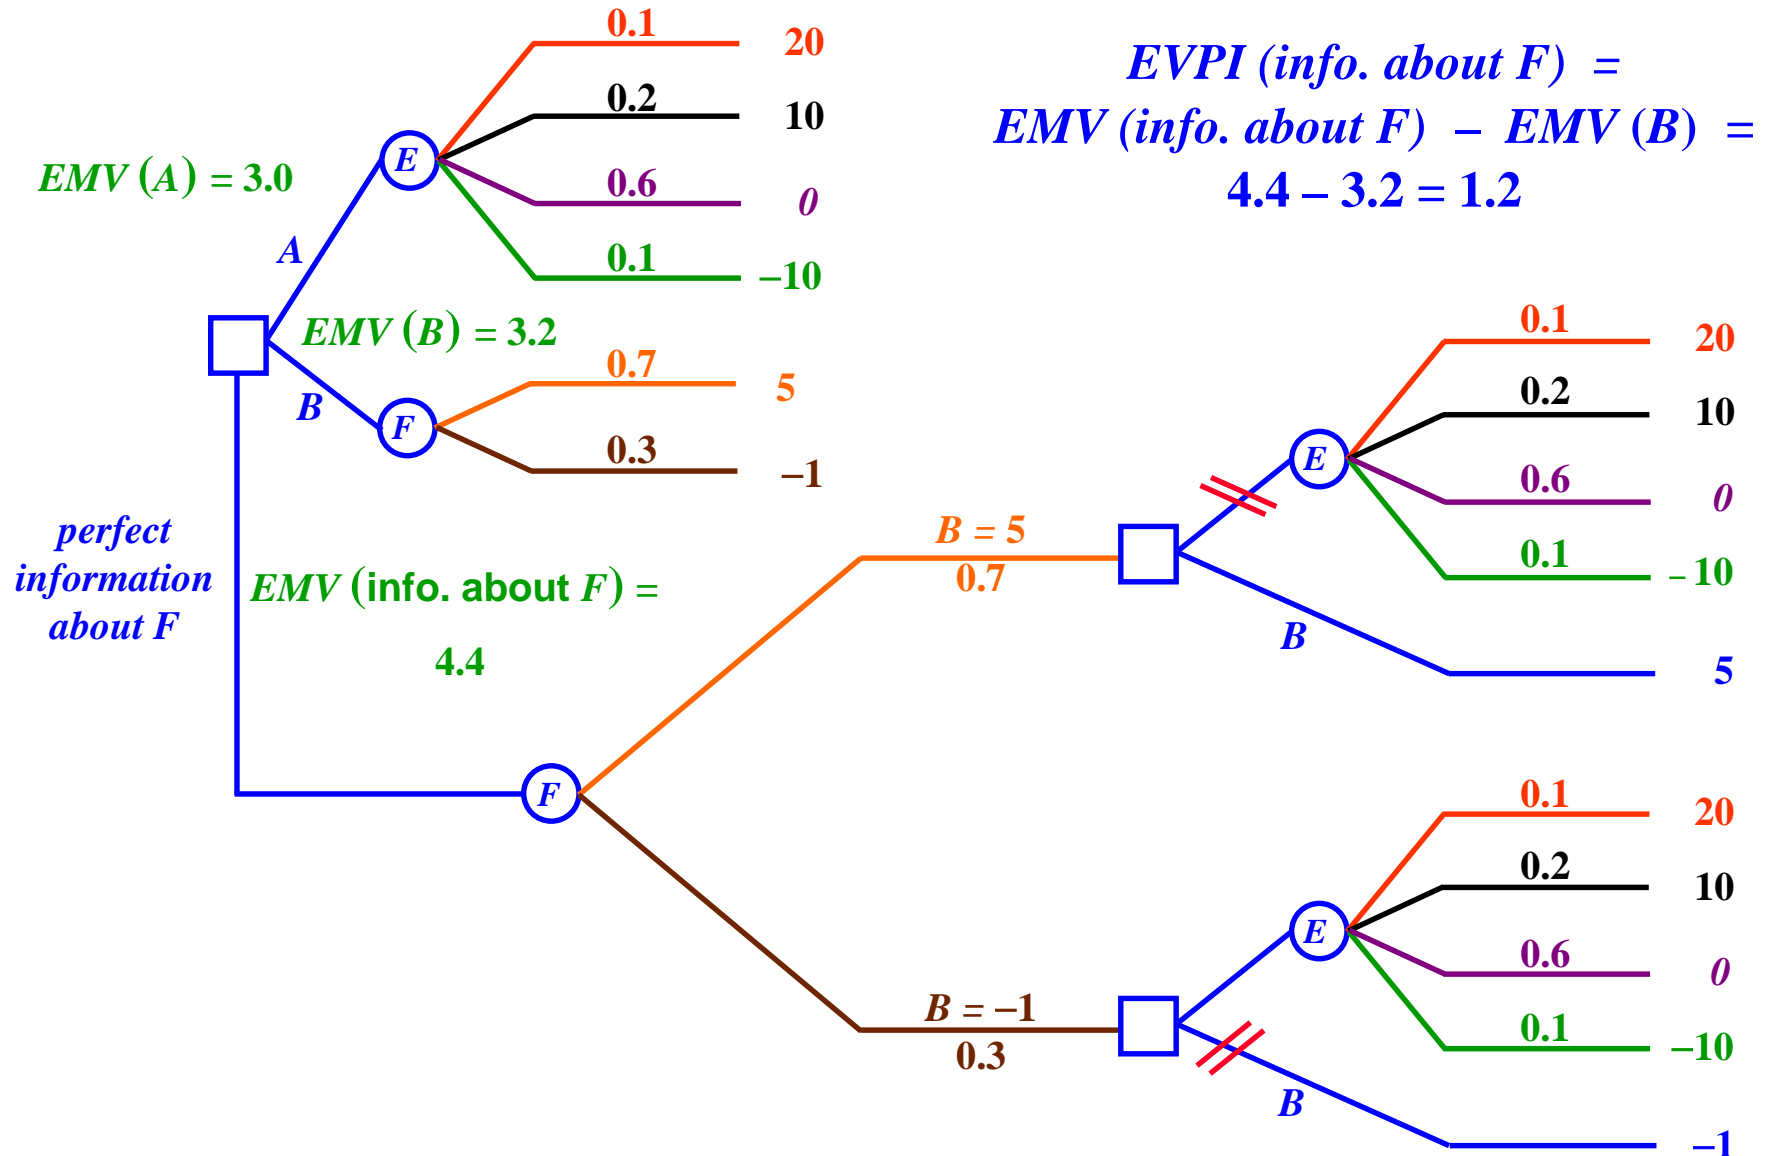 0.1 20
0.2 10
0.6 0
0.1 –10
E
EMV (A) = 3.0
A
EVPI (info. about F) =
EMV (info. about F) – EMV (B) =
4.4 – 3.2 = 1.2
EMV (B) = 3.2
B
F
0.7 5
0.3 –1
perfect
information
about F
EMV (info. about F) =
4.4
F
B = 5
0.7
E
0.1 20
0.2 10
0.6 0
0.1 –10
B
5
B = –1
0.3
E
0.1 20
0.2 10
0.6 0
0.1 –10
B
–1